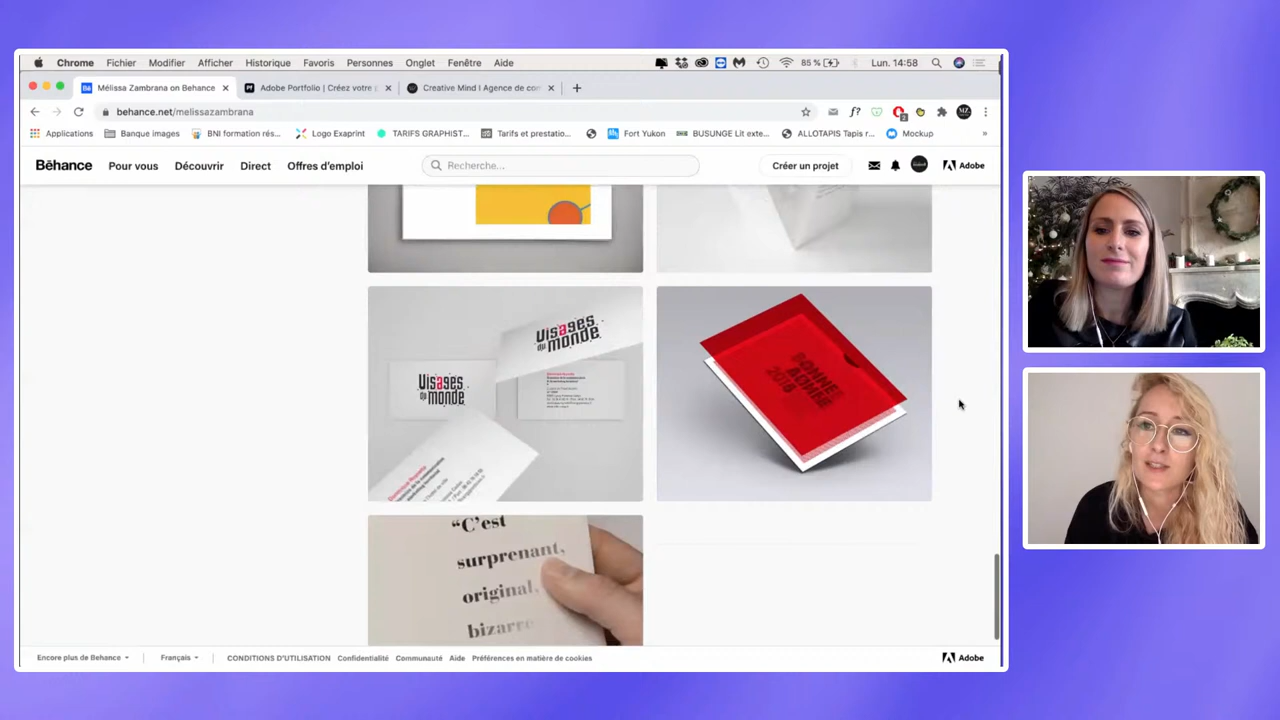 Chrome Fichier Modifier Afficher Historique Favoris Personnes Onglet Fenêtre Aide 85 % Lun. 14:58
Mélissa Zambrana on Behance Adobe Portfolio | Créez votre Creative Mind I Agence de con
behance.net/melissazambrana
Applications Banque images BNI formation rés... Logo Exaprint TARIFS GRAPHIST... Tarifs et prestatio... Fort Yukon BUSUNGE Lit exte... ALLOTAPIS Tapis r... Mockup »
Bēhance Pour vous Découvrir Direct Offres d'emploi Recherche... Créer un projet Adobe
Visages du monde
Visages du monde
BONNE
ANNÉE
2018
"C'est
surprenant,
original,
bizarre
Encore plus de Behance Français CONDITIONS D'UTILISATION Confidentialité Communauté Aide Préférences en matière de cookies Adobe